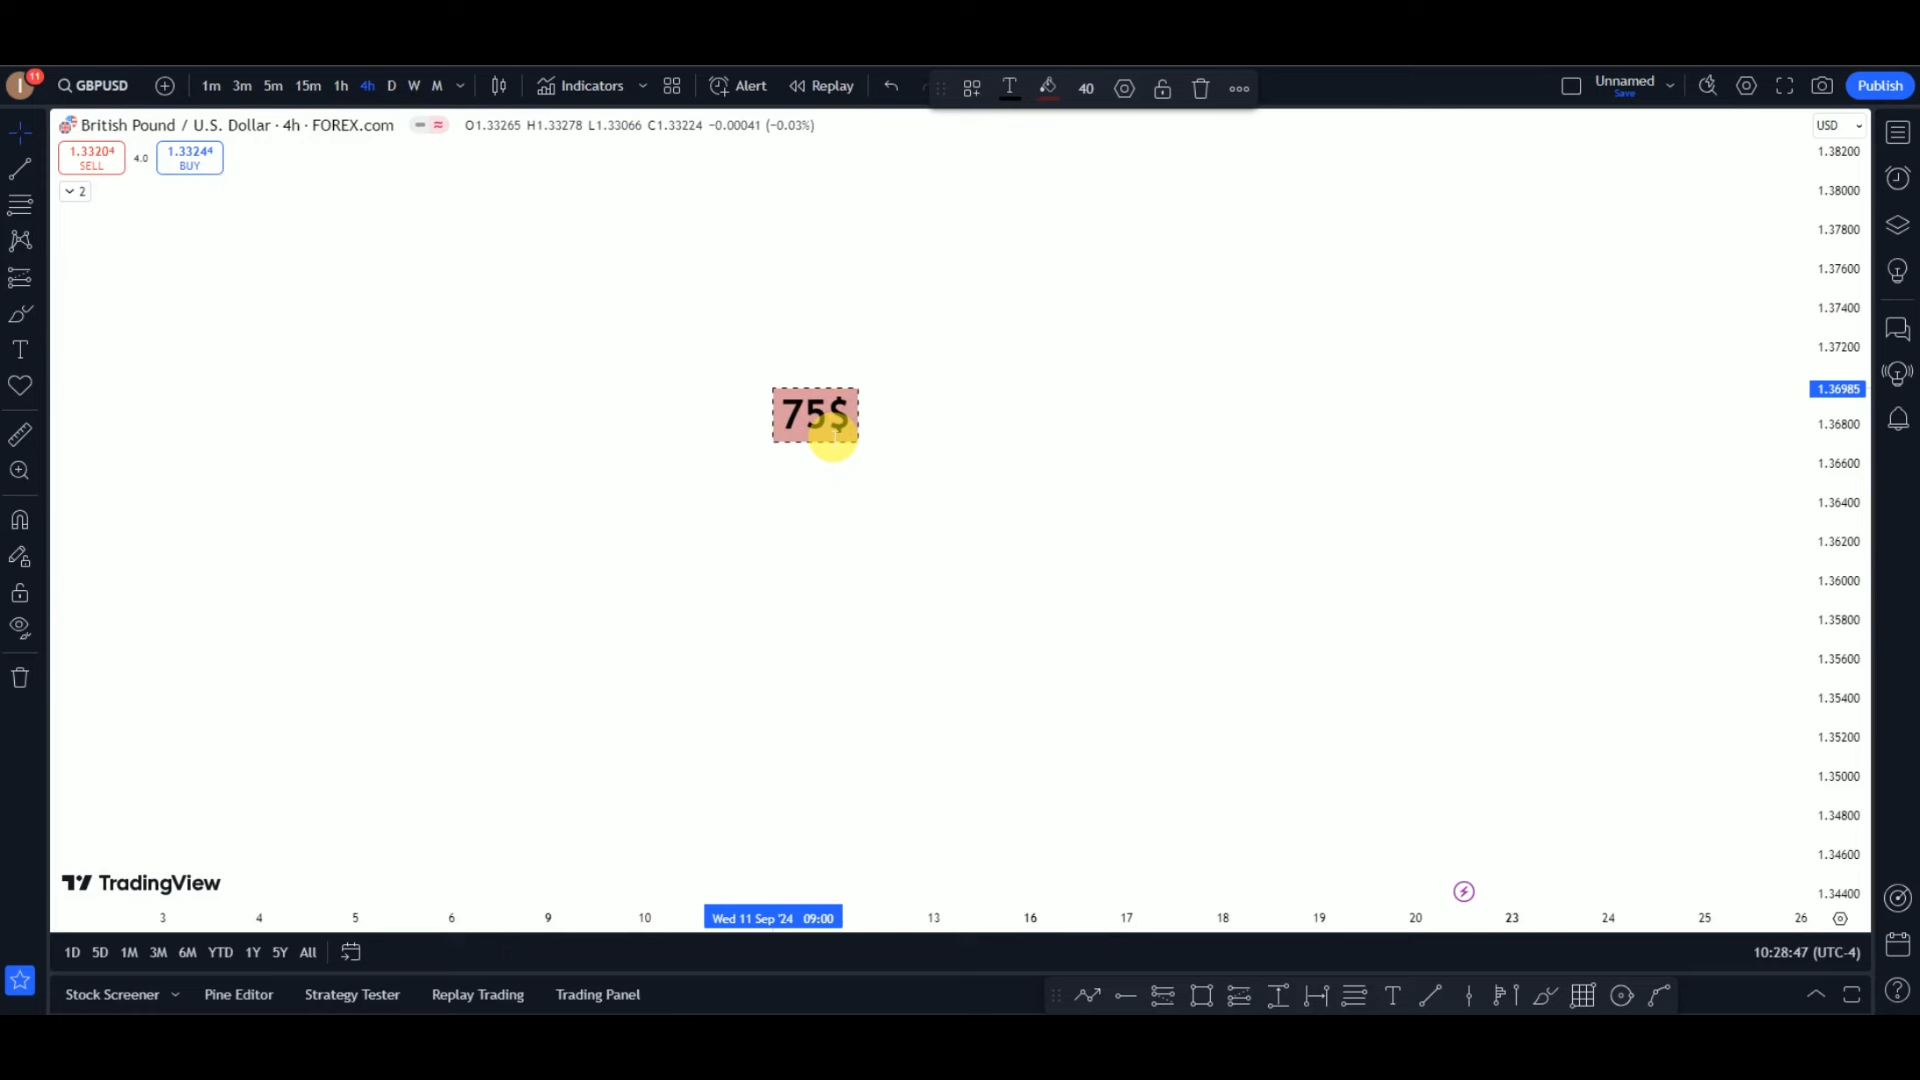 11
GBPUSD
1m 3m 5m 15m 1h 4h D W M
Indicators
Alert
Replay
T
40
Unnamed
Save
Publish
British Pound / U.S. Dollar · 4h · FOREX.com
O1.33265 H1.33278 L1.33066 C1.33224 −0.00041 (−0.03%)
USD
1.33204
SELL
4.0
1.33244
BUY
2
1.38200
1.38000
1.37800
1.37600
1.37400
1.37200
1.36985
75$
1.36800
1.36600
1.36400
1.36200
1.36000
1.35800
1.35600
1.35400
1.35200
1.35000
1.34800
1.34600
1.34400
TradingView
3 4 5 6 9 10 Wed 11 Sep '24 09:00 13 16 17 18 19 20 23 24 25 26
1D 5D 1M 3M 6M YTD 1Y 5Y All
10:28:47 (UTC-4)
Stock Screener
Pine Editor
Strategy Tester
Replay Trading
Trading Panel